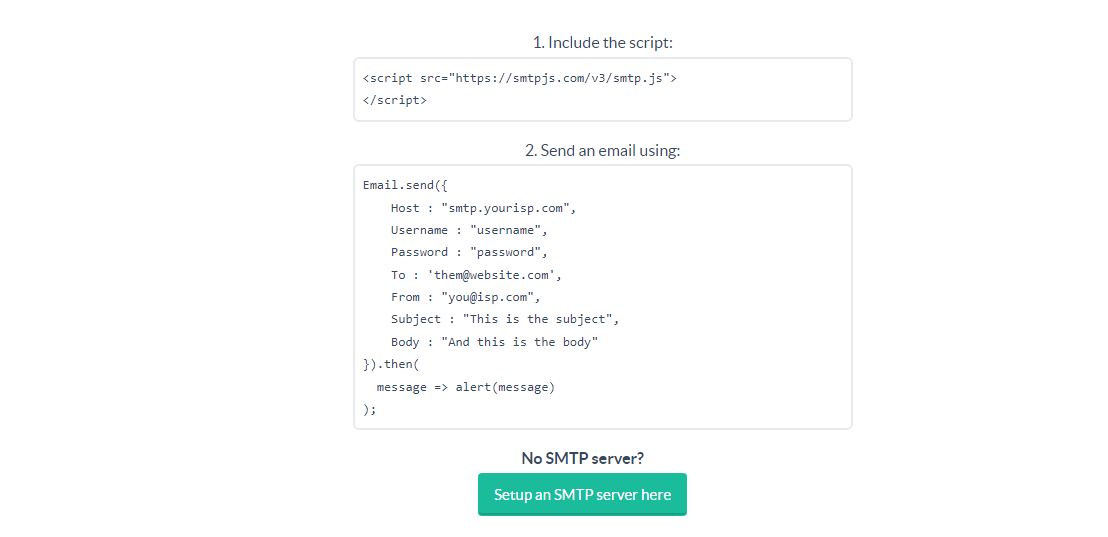 1. Include the script:
<script src="https://smtpjs.com/v3/smtp.js">
</script>
2. Send an email using:
Email.send({
    Host : "smtp.yourisp.com",
    Username : "username",
    Password : "password",
    To : 'them@website.com',
    From : "you@isp.com",
    Subject : "This is the subject",
    Body : "And this is the body"
}).then(
  message => alert(message)
);
No SMTP server?
Setup an SMTP server here